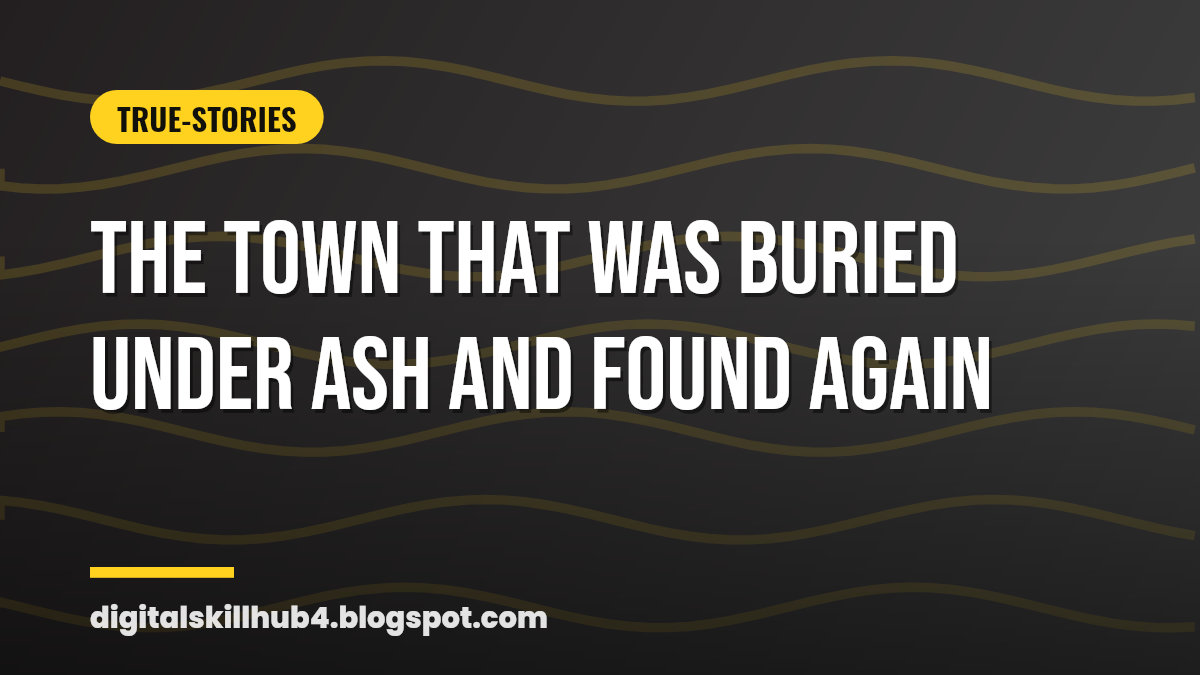 TRUE-STORIES
THE TOWN THAT WAS BURIED
UNDER ASH AND FOUND AGAIN
digitalskillhub4.blogspot.com